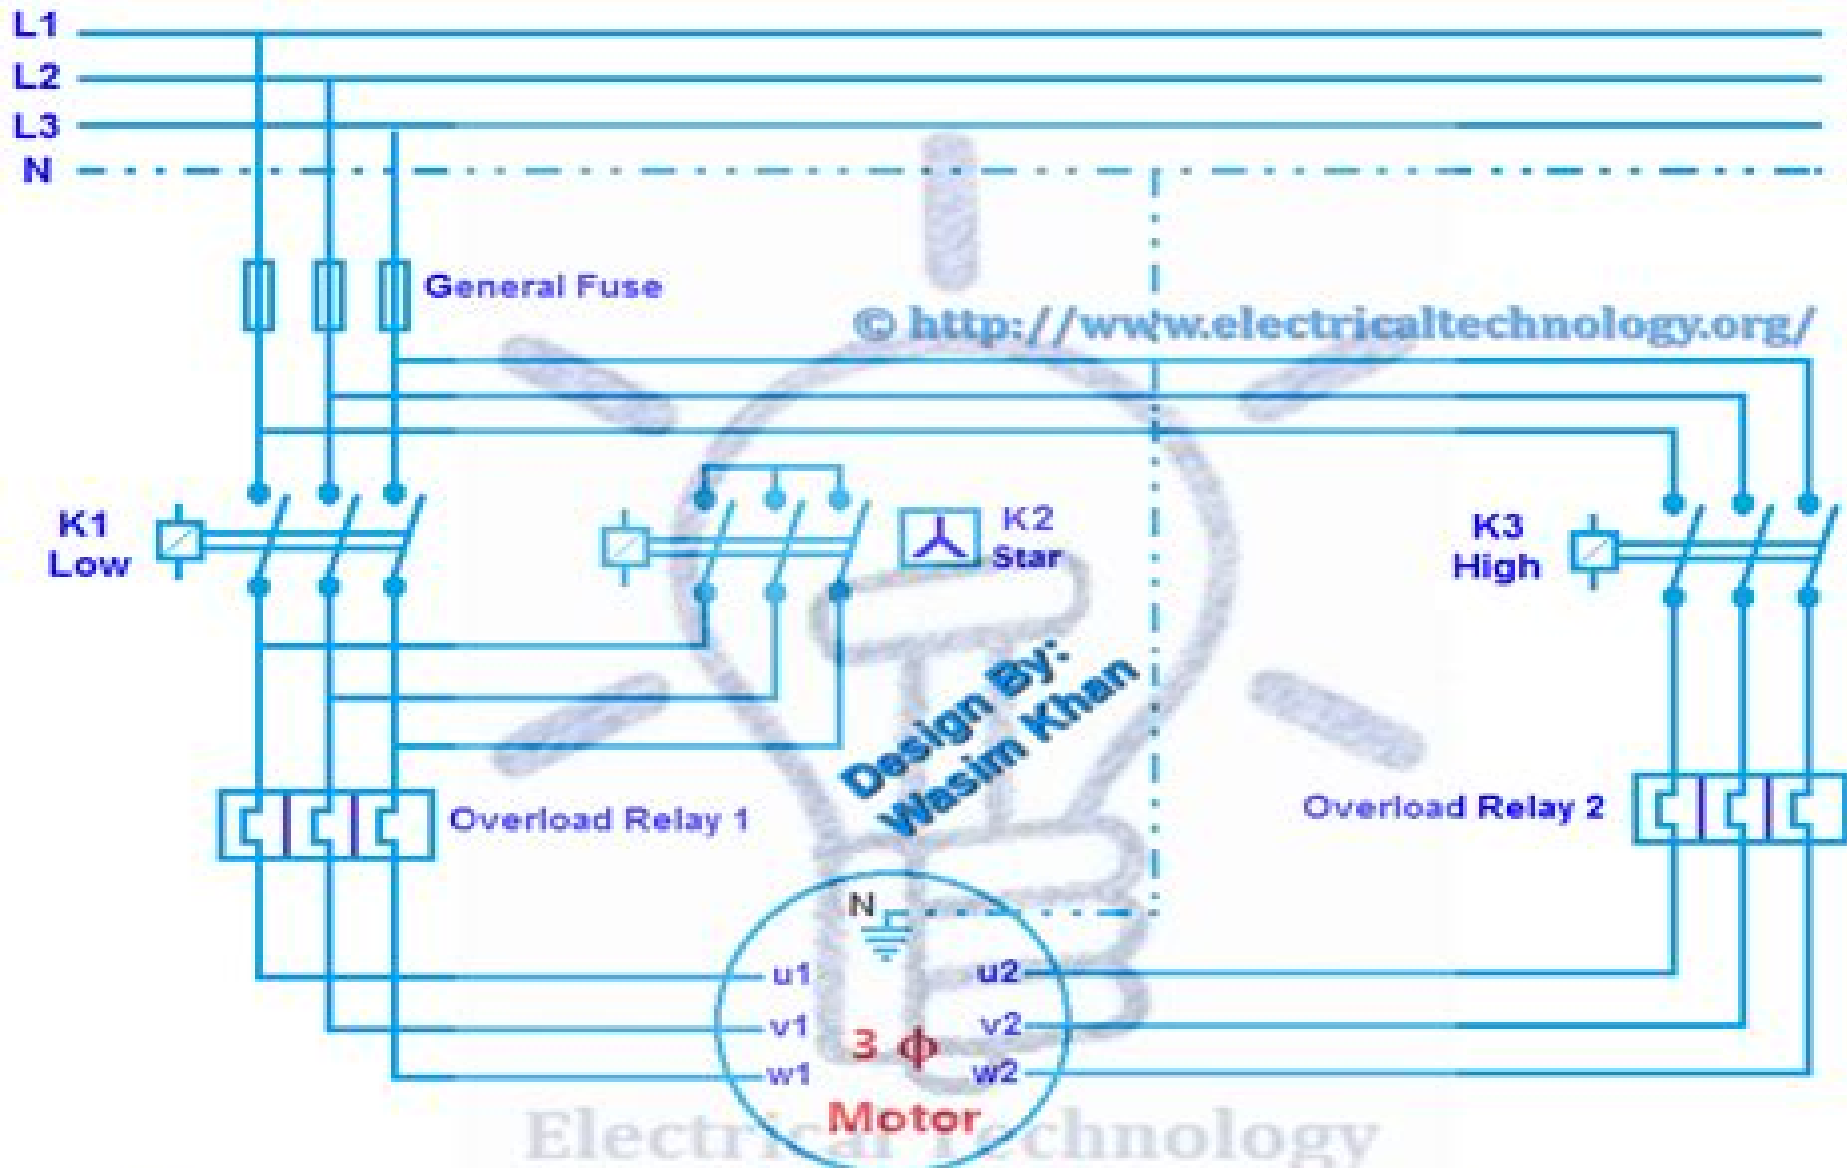 L1
L2
L3
N
General Fuse
© http://www.electricaltechnology.org/
K1
Low
K2
Star
K3
High
Design By:
Wasim Khan
Overload Relay 1
Overload Relay 2
N
u1
u2
v1
v2
3 ϕ
w1
w2
Motor
Electrical Technology